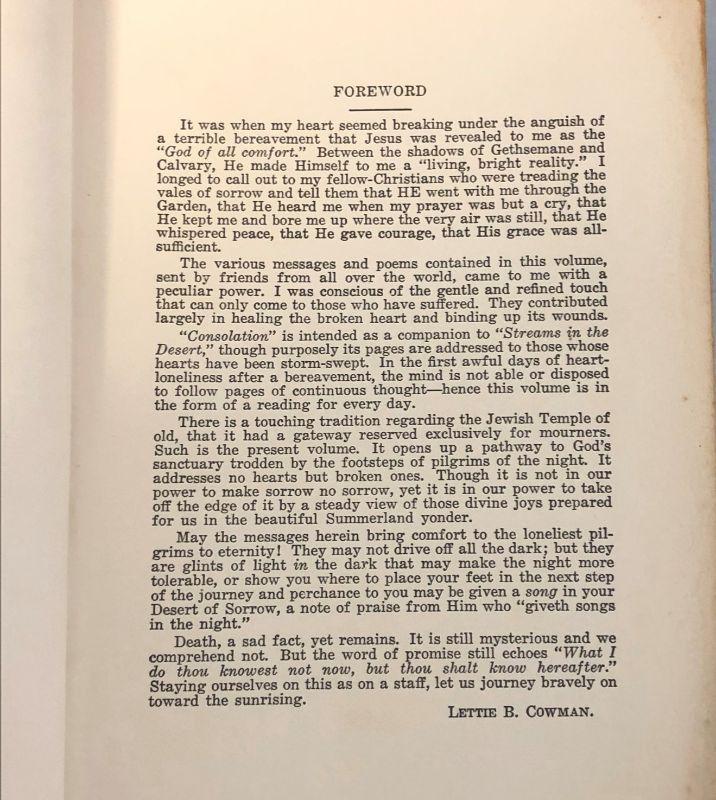 FOREWORD
It was when my heart seemed breaking under the anguish of
a terrible bereavement that Jesus was revealed to me as the
"God of all comfort." Between the shadows of Gethsemane and
Calvary, He made Himself to me a "living, bright reality." I
longed to call out to my fellow-Christians who were treading the
vales of sorrow and tell them that HE went with me through the
Garden, that He heard me when my prayer was but a cry, that
He kept me and bore me up where the very air was still, that He
whispered peace, that He gave courage, that His grace was all-
sufficient.
The various messages and poems contained in this volume,
sent by friends from all over the world, came to me with a
peculiar power. I was conscious of the gentle and refined touch
that can only come to those who have suffered. They contributed
largely in healing the broken heart and binding up its wounds.
"Consolation" is intended as a companion to "Streams in the
Desert," though purposely its pages are addressed to those whose
hearts have been storm-swept. In the first awful days of heart-
loneliness after a bereavement, the mind is not able or disposed
to follow pages of continuous thought—hence this volume is in
the form of a reading for every day.
There is a touching tradition regarding the Jewish Temple of
old, that it had a gateway reserved exclusively for mourners.
Such is the present volume. It opens up a pathway to God's
sanctuary trodden by the footsteps of pilgrims of the night. It
addresses no hearts but broken ones. Though it is not in our
power to make sorrow no sorrow, yet it is in our power to take
off the edge of it by a steady view of those divine joys prepared
for us in the beautiful Summerland yonder.
May the messages herein bring comfort to the loneliest pil-
grims to eternity! They may not drive off all the dark; but they
are glints of light in the dark that may make the night more
tolerable, or show you where to place your feet in the next step
of the journey and perchance to you may be given a song in your
Desert of Sorrow, a note of praise from Him who "giveth songs
in the night."
Death, a sad fact, yet remains. It is still mysterious and we
comprehend not. But the word of promise still echoes "What I
do thou knowest not now, but thou shalt know hereafter."
Staying ourselves on this as on a staff, let us journey bravely on
toward the sunrising.
LETTIE B. COWMAN.